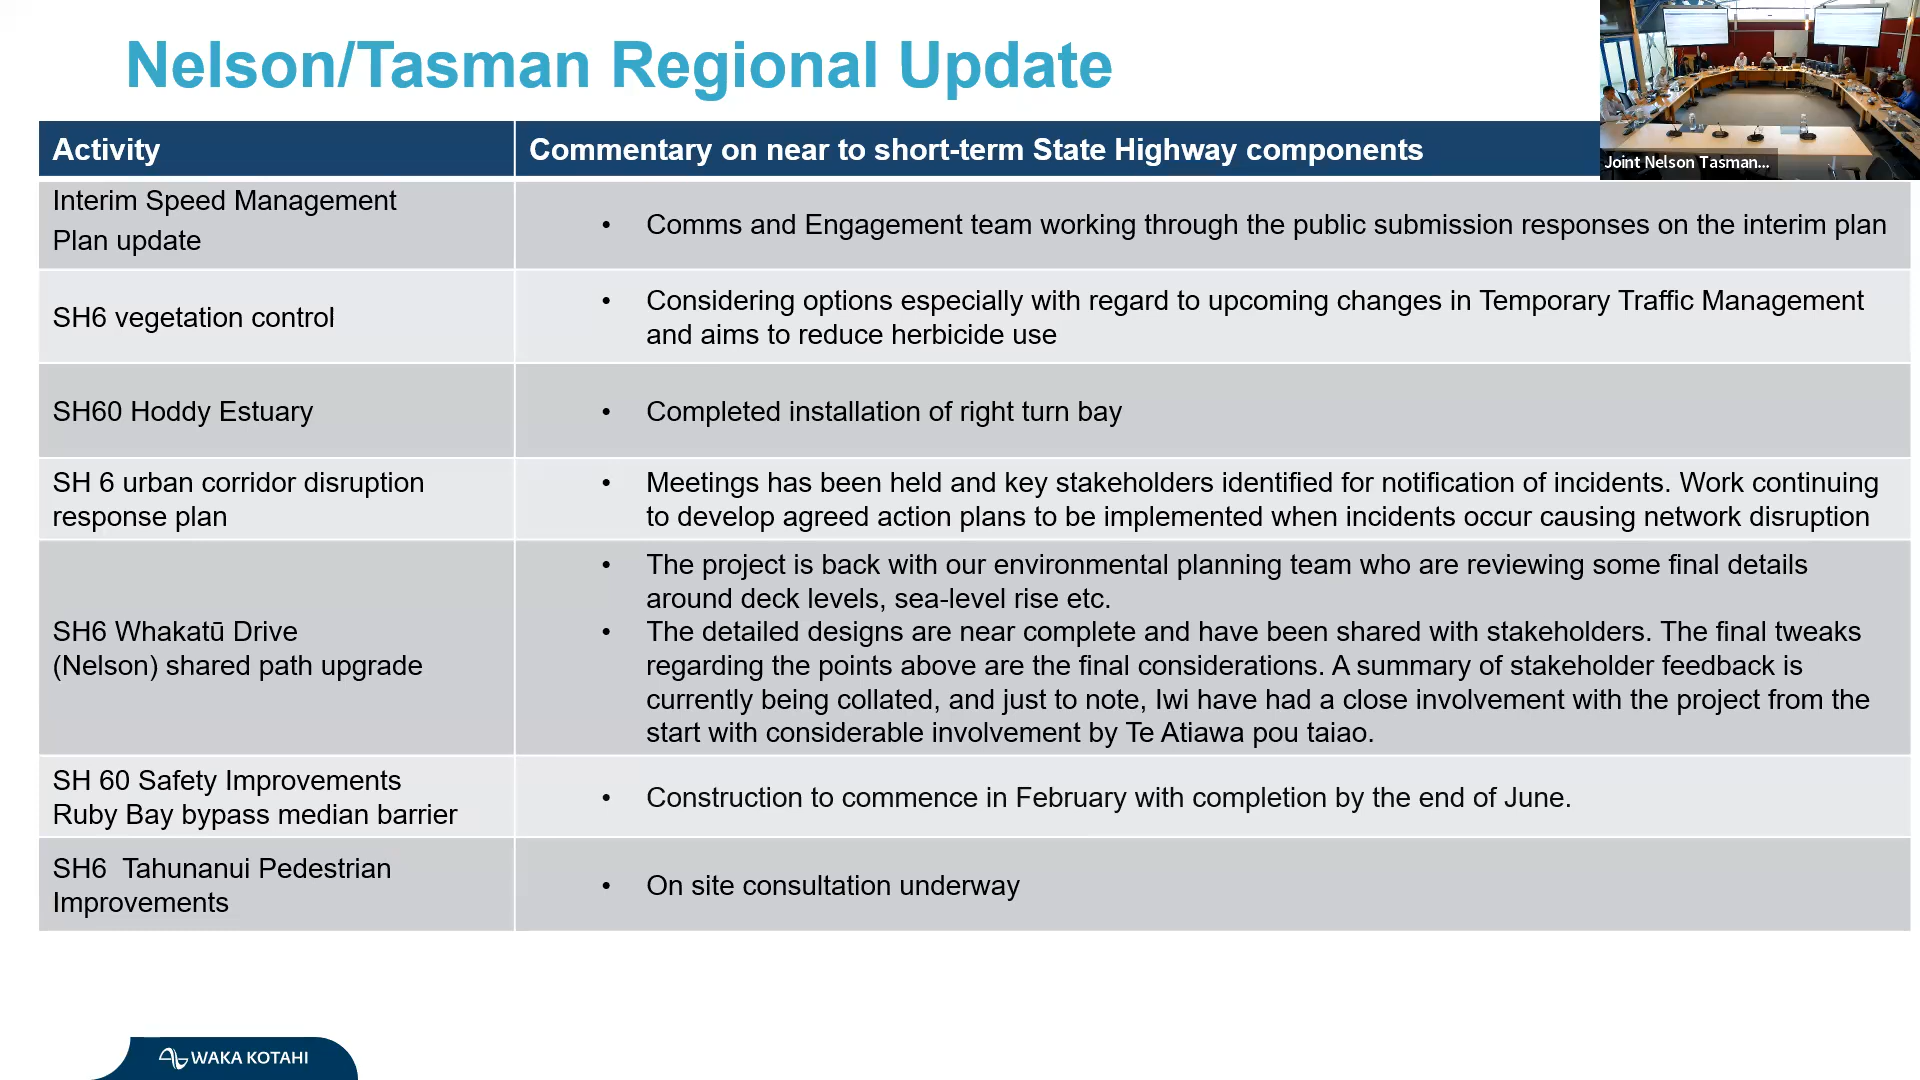 Nelson/Tasman Regional Update
Joint Nelson Tasman...
Activity
Commentary on near to short-term State Highway components
Interim Speed Management
Plan update
• Comms and Engagement team working through the public submission responses on the interim plan
SH6 vegetation control
• Considering options especially with regard to upcoming changes in Temporary Traffic Management
and aims to reduce herbicide use
SH60 Hoddy Estuary
• Completed installation of right turn bay
SH 6 urban corridor disruption
response plan
• Meetings has been held and key stakeholders identified for notification of incidents. Work continuing
to develop agreed action plans to be implemented when incidents occur causing network disruption
SH6 Whakatū Drive
(Nelson) shared path upgrade
• The project is back with our environmental planning team who are reviewing some final details
around deck levels, sea-level rise etc.
• The detailed designs are near complete and have been shared with stakeholders. The final tweaks
regarding the points above are the final considerations. A summary of stakeholder feedback is
currently being collated, and just to note, Iwi have had a close involvement with the project from the
start with considerable involvement by Te Atiawa pou taiao.
SH 60 Safety Improvements
Ruby Bay bypass median barrier
• Construction to commence in February with completion by the end of June.
SH6  Tahunanui Pedestrian
Improvements
• On site consultation underway
WAKA KOTAHI